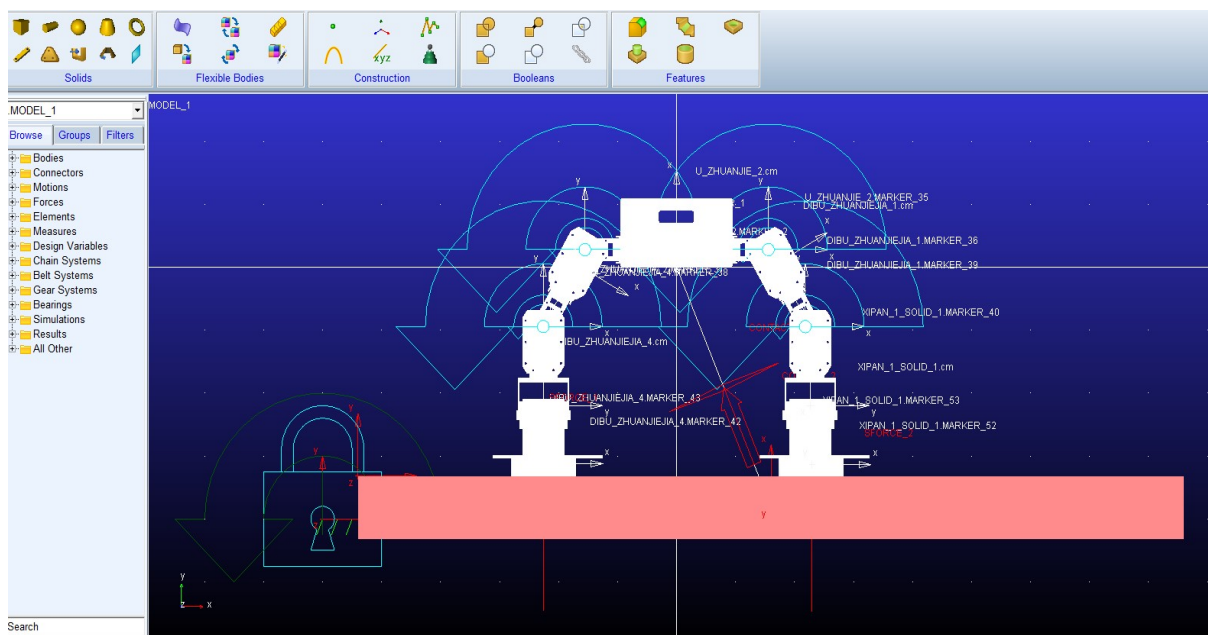 Solids
Flexible Bodies
Construction
Booleans
Features
xyz
.MODEL_1
Browse Groups Filters
Bodies
Connectors
Motions
Forces
Elements
Measures
Design Variables
Chain Systems
Belt Systems
Gear Systems
Bearings
Simulations
Results
All Other
Search
MODEL_1
x
U_ZHUANJIE_2.cm
y
y
U_ZHUANJIE_2.MARKER_35
DIBU_ZHUANJIEJIA_1.cm
x
DIBU_ZHUANJIEJIA_1.MARKER_36
x
y
DIBU_ZHUANJIEJIA_1.MARKER_39
x
XIPAN_1_SOLID_1.MARKER_40
x
x
IBU_ZHUANJIEJIA_4.cm
XIPAN_1_SOLID_1.cm
DIBU_ZHUANJIEJIA_4.MARKER_43
XIPAN_1_SOLID_1.MARKER_53
y
y
DIBU_ZHUANJIEJIA_4.MARKER_42
XIPAN_1_SOLID_1.MARKER_52
SFORCE_2
y
x
x
x
y
z
y
y
z x